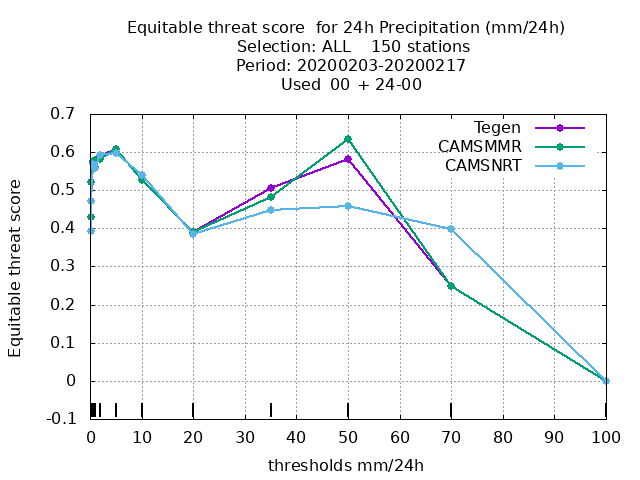 Equitable threat score  for 24h Precipitation (mm/24h)
Selection: ALL    150 stations
Period: 20200203-20200217
Used  00 + 24-00
0.7
0.6
0.5
0.4
0.3
0.2
0.1
0
-0.1
Equitable threat score
Tegen
CAMSMMR
CAMSNRT
0 10 20 30 40 50 60 70 80 90 100
thresholds mm/24h